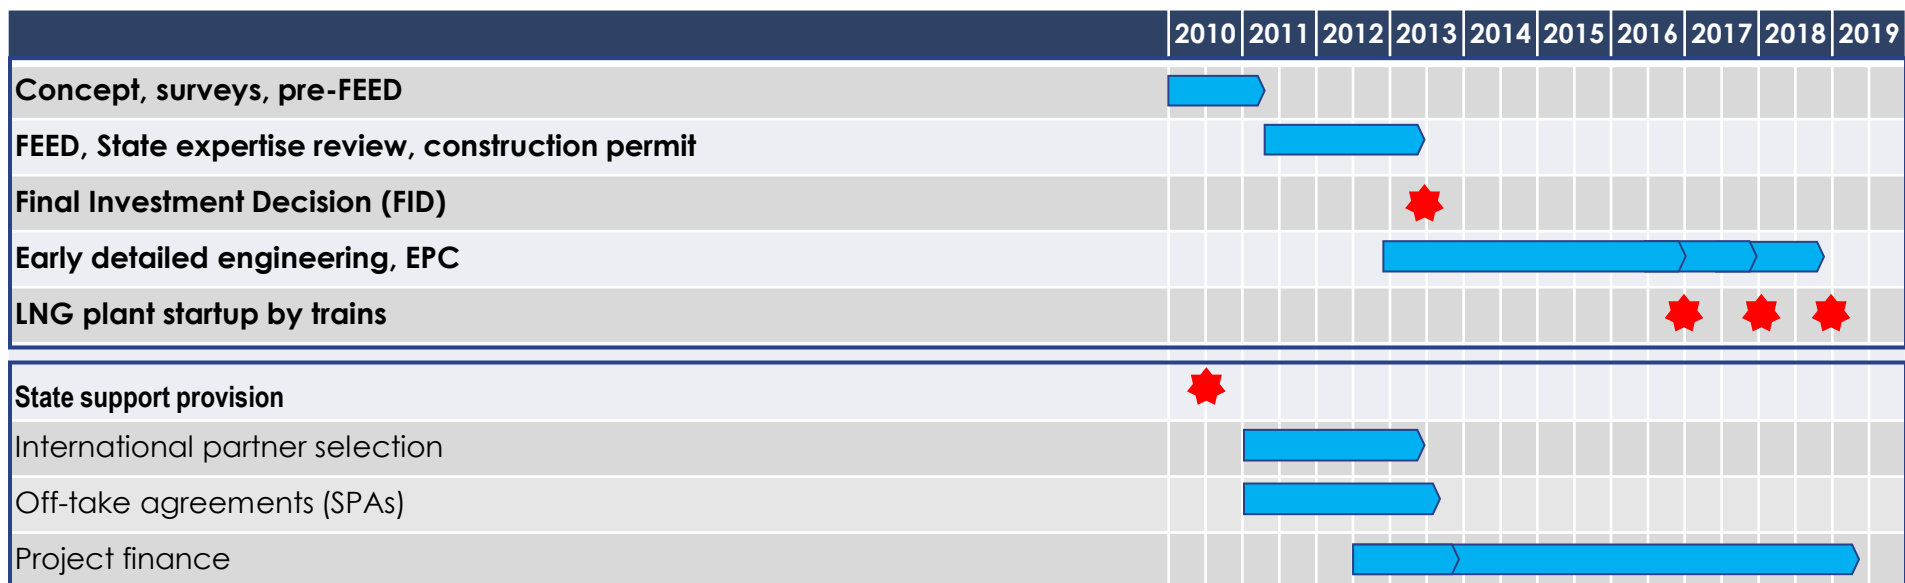 2010 2011 2012 2013 2014 2015 2016 2017 2018 2019
Concept, surveys, pre-FEED
FEED, State expertise review, construction permit
Final Investment Decision (FID)
Early detailed engineering, EPC
LNG plant startup by trains
State support provision
International partner selection
Off-take agreements (SPAs)
Project finance